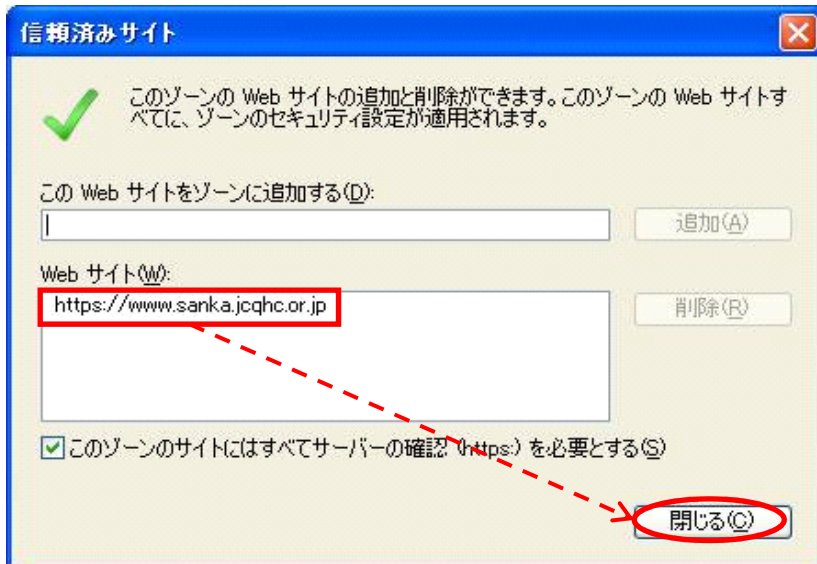 信頼済みサイト
このゾーンの Web サイトの追加と削除ができます。このゾーンの Web サイトす
べてに、ゾーンのセキュリティ設定が適用されます。
この Web サイトをゾーンに追加する(D):
追加(A)
Web サイト(W):
https://www.sanka.jcqhc.or.jp
削除(R)
このゾーンのサイトにはすべてサーバーの確認 (https:) を必要とする(S)
閉じる(C)